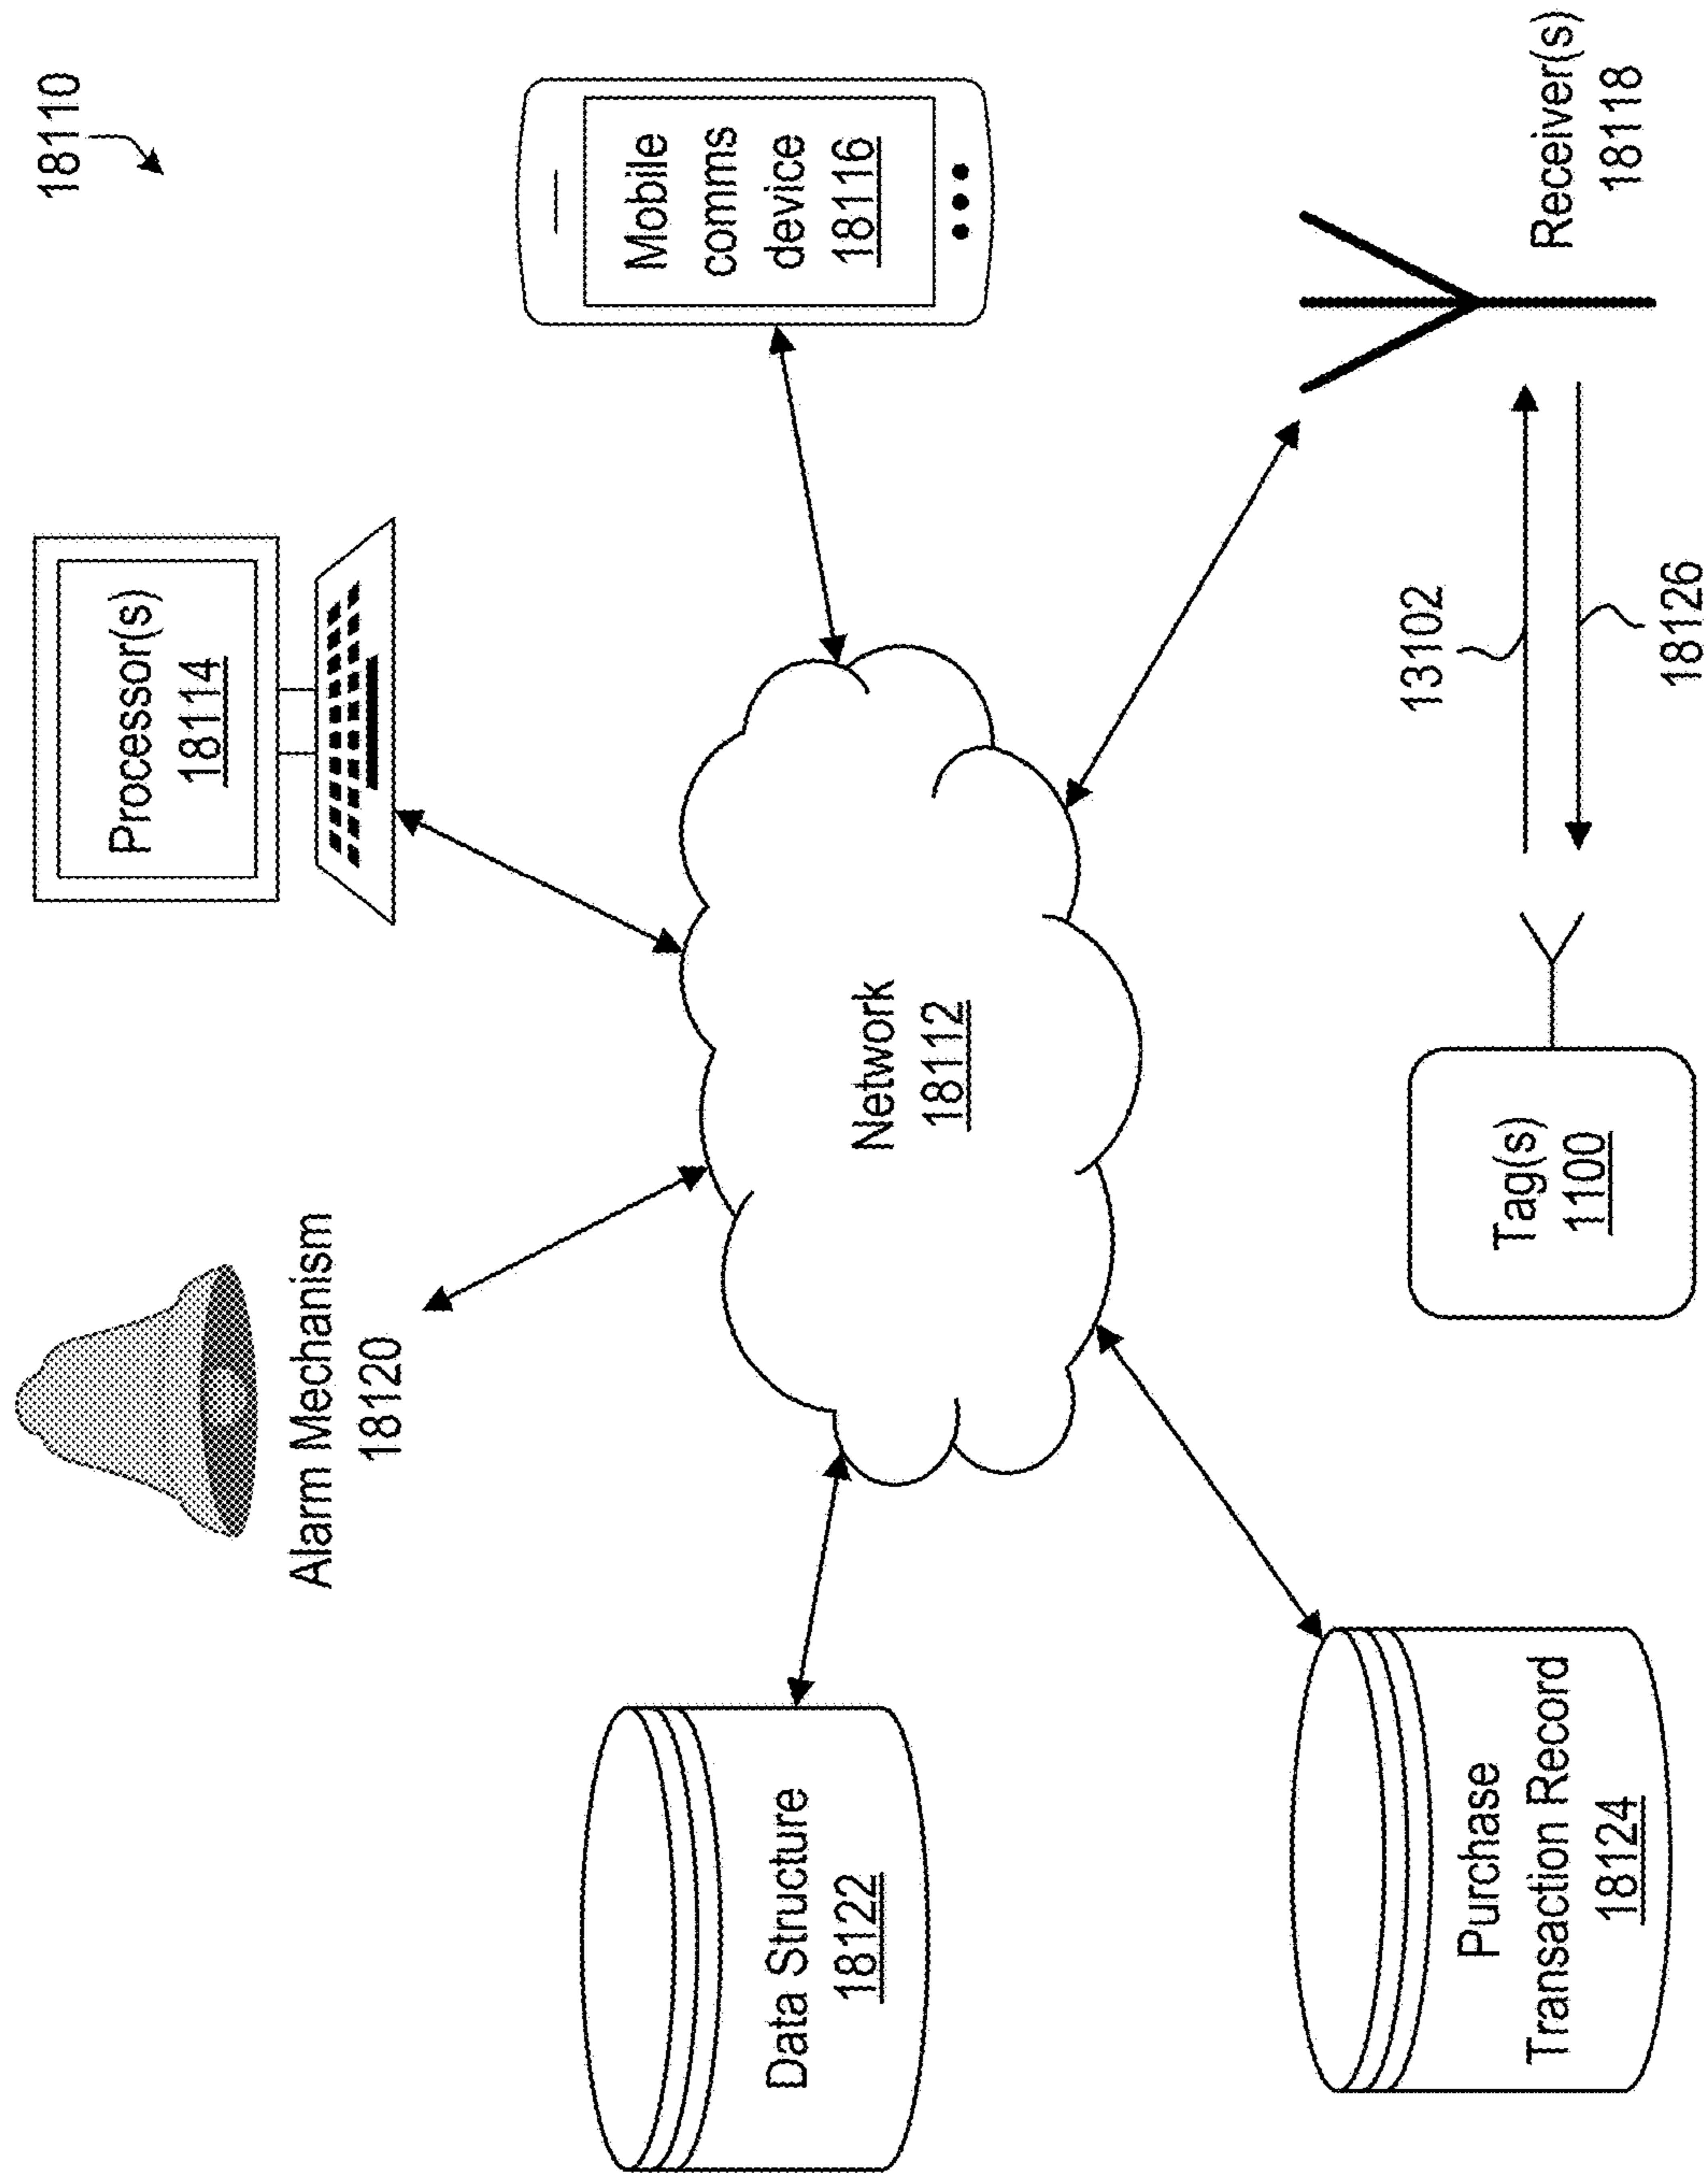 18110
Alarm Mechanism
18120
Processor(s)
18114
Data Structure
18122
Network
18112
Mobile
comms
device
18116
Purchase
Transaction Record
18124
Tag(s)
1100
13102
18126
Receiver(s)
18118